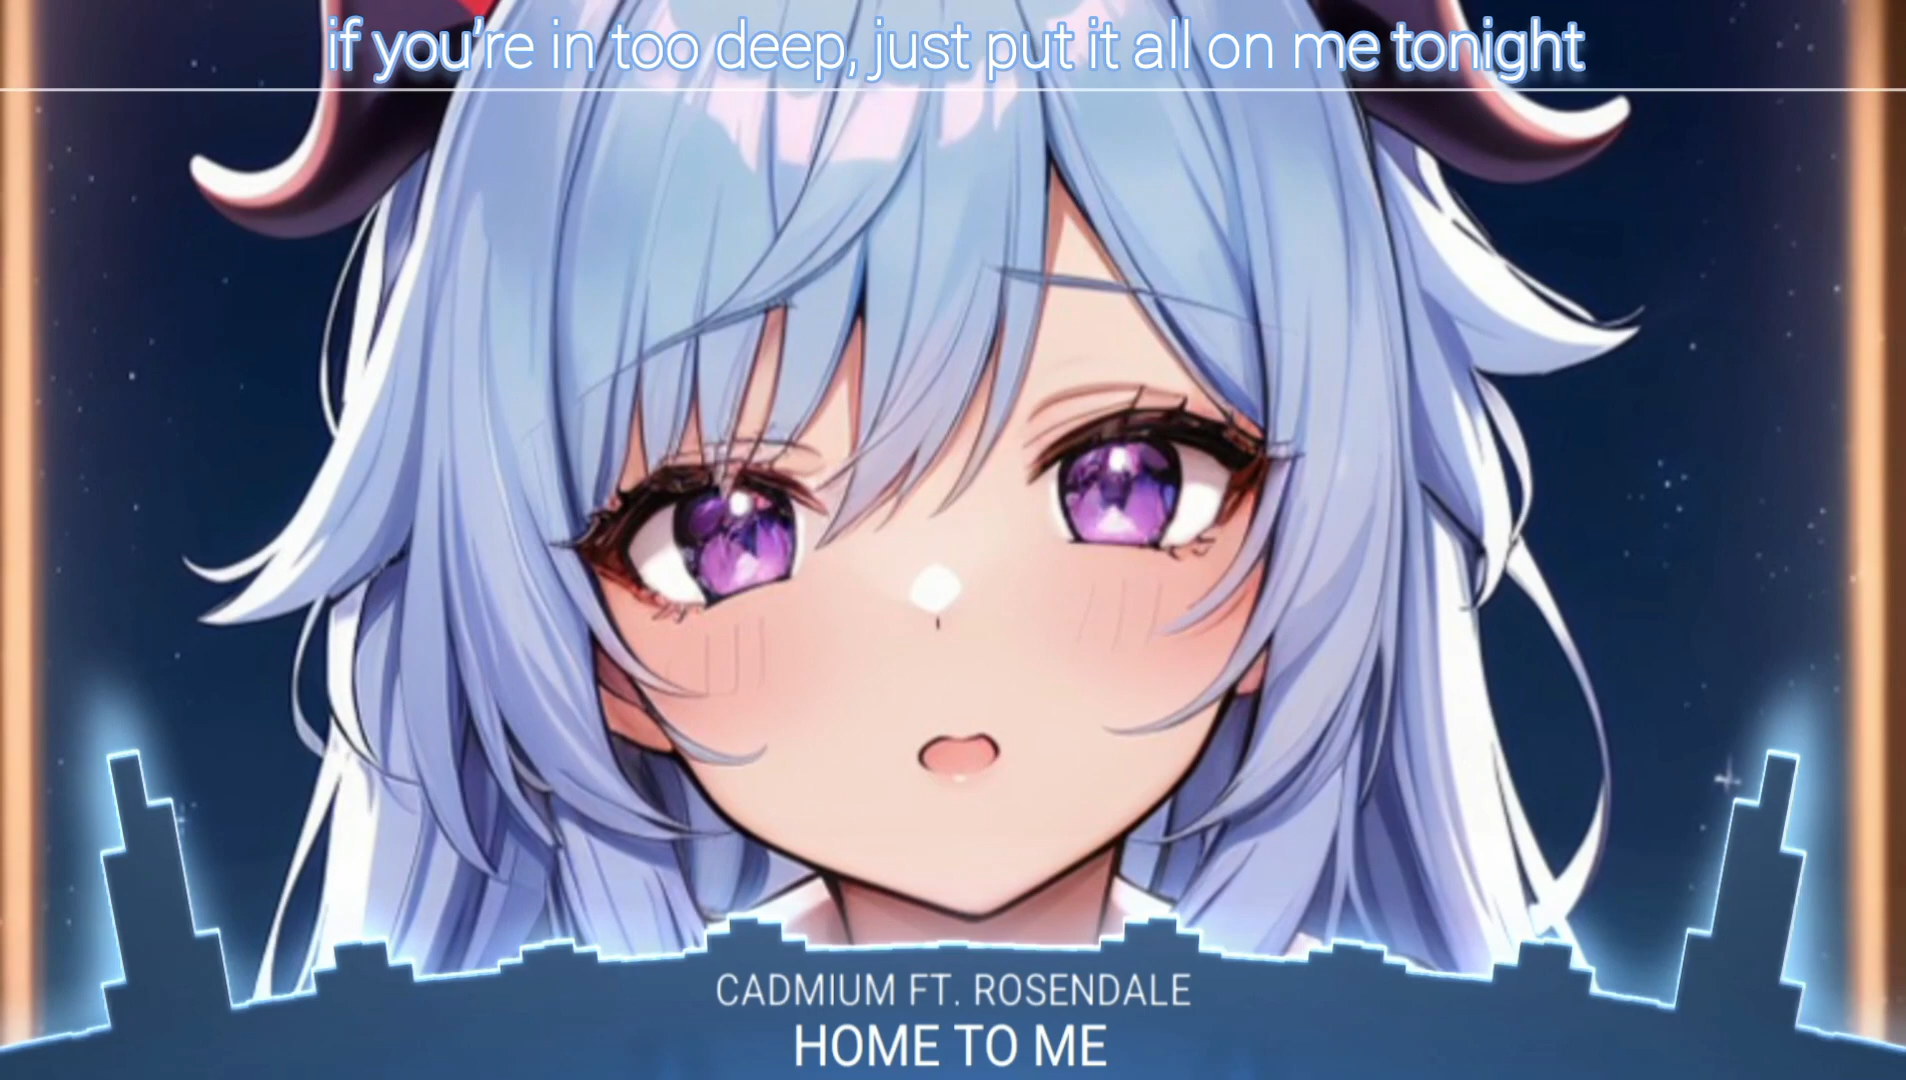 if you're in too deep, just put it all on me tonight
CADMIUM FT. ROSENDALE
HOME TO ME